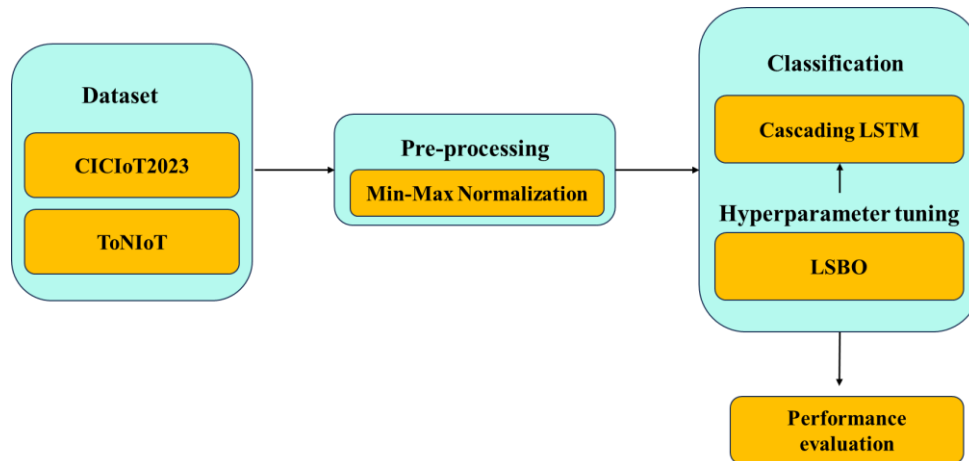 Dataset
CICIoT2023
ToNIoT
Pre-processing
Min-Max Normalization
Classification
Cascading LSTM
Hyperparameter tuning
LSBO
Performance
evaluation